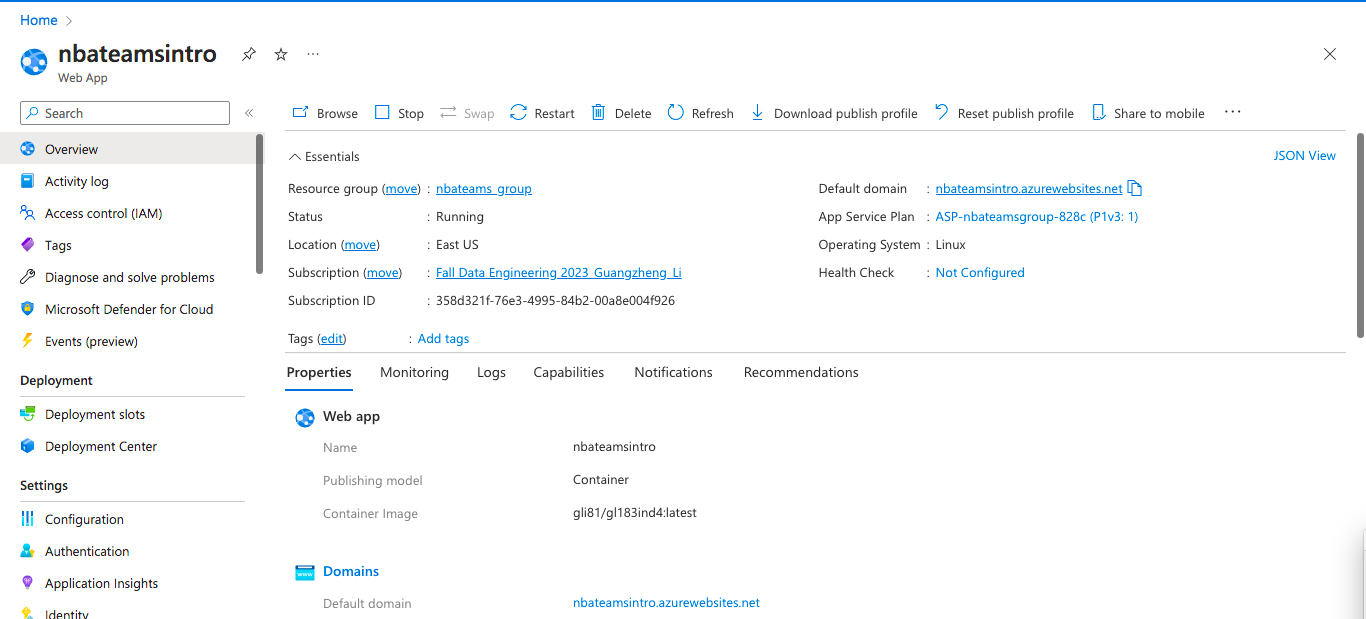 Home
nbateamsintro
Web App
Search
Overview
Activity log
Access control (IAM)
Tags
Diagnose and solve problems
Microsoft Defender for Cloud
Events (preview)
Deployment
Deployment slots
Deployment Center
Settings
Configuration
Authentication
Application Insights
Identity
Browse Stop Swap Restart Delete Refresh Download publish profile Reset publish profile Share to mobile
Essentials JSON View
Resource group (move) : nbateams_group
Status : Running
Location (move) : East US
Subscription (move) : Fall Data Engineering 2023_Guangzheng_Li
Subscription ID : 358d321f-76e3-4995-84b2-00a8e004f926
Default domain : nbateamsintro.azurewebsites.net
App Service Plan : ASP-nbateamsgroup-828c (P1v3: 1)
Operating System : Linux
Health Check : Not Configured
Tags (edit) : Add tags
Properties Monitoring Logs Capabilities Notifications Recommendations
Web app
Name nbateamsintro
Publishing model Container
Container Image gli81/gl183ind4:latest
Domains
Default domain nbateamsintro.azurewebsites.net